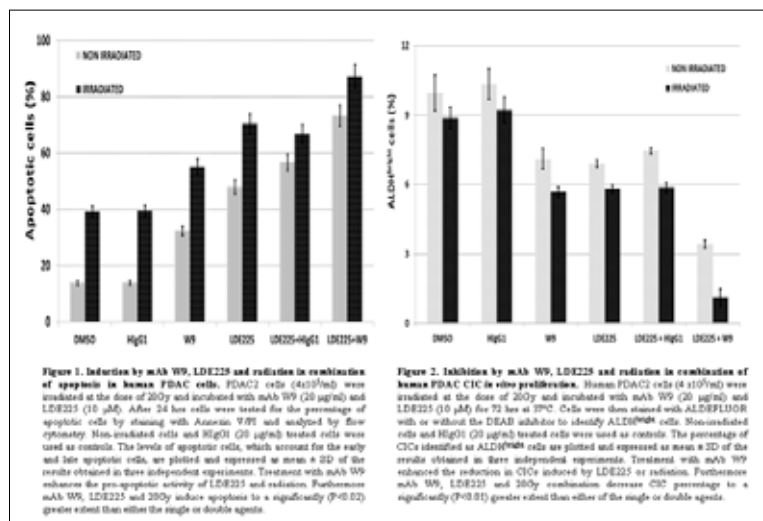 100
80
60
40
20
0
Apoptotic cells (%)
NON IRRADIATED
IRRADIATED
DMSO
HIgG1
W9
LDE225
LDE225+HIgG1
LDE225+W9
Figure 1. Induction by mAb W9, LDE225 and radiation in combination
of apoptosis in human PDAC cells. PDAC2 cells (4x10⁵/ml) were
irradiated at the dose of 20Gy and incubated with mAb W9 (20 µg/ml) and
LDE225 (10 µM). After 24 hrs cells were tested for the percentage of
apoptotic cells by staining with Annexin V/PI and analyzed by flow
cytometry. Non-irradiated cells and HIgG1 (20 µg/ml) treated cells were
used as controls. The levels of apoptotic cells, which account for the early
and late apoptotic cells, are plotted and expressed as mean ± SD of the
results obtained in three independent experiments. Treatment with mAb W9
enhances the pro-apoptotic activity of LDE225 and radiation. Furthermore
mAb W9, LDE225 and 20Gy induce apoptosis to a significantly (P<0.02)
greater extent than either the single or double agents.
12
9
6
3
0
ALDHbright cells (%)
NON IRRADIATED
IRRADIATED
DMSO
HIgG1
W9
LDE225
LDE225 + HIgG1
LDE225 + W9
Figure 2. Inhibition by mAb W9, LDE225 and radiation in combination of
human PDAC CIC in vitro proliferation. Human PDAC2 cells (4 x10⁵/ml) were
irradiated at the dose of 20Gy and incubated with mAb W9 (20 µg/ml) and
LDE225 (10 µM) for 72 hrs at 37°C. Cells were then stained with ALDEFLUOR
with or without the DEAB inhibitor to identify ALDHbright cells. Non-irradiated
cells and HIgG1 (20 µg/ml) treated cells were used as controls. The percentage of
CICs identified as ALDHbright cells are plotted and expressed as mean ± SD of the
results obtained in three independent experiments. Treatment with mAb W9
enhanced the reduction in CICs induced by LDE225 or radiation. Furthermore
mAb W9, LDE225 and 20Gy combination decrease CIC percentage to a
significantly (P<0.01) greater extent than either of the single or double agents.